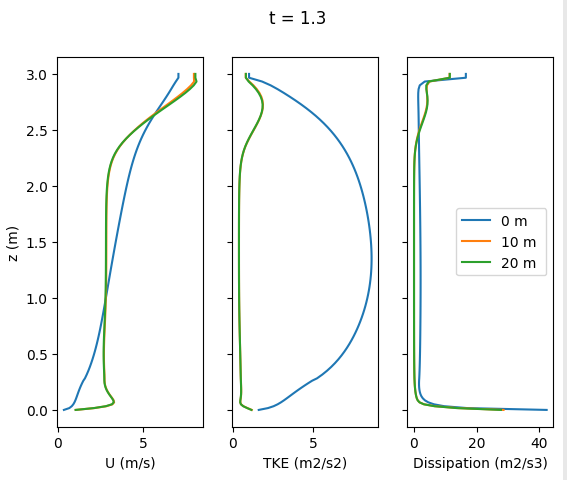 t = 1.3
3.0
2.5
2.0
1.5
1.0
0.5
0.0
z (m)
0 5
U (m/s)
0 5
TKE (m2/s2)
0 20 40
Dissipation (m2/s3)
0 m
10 m
20 m